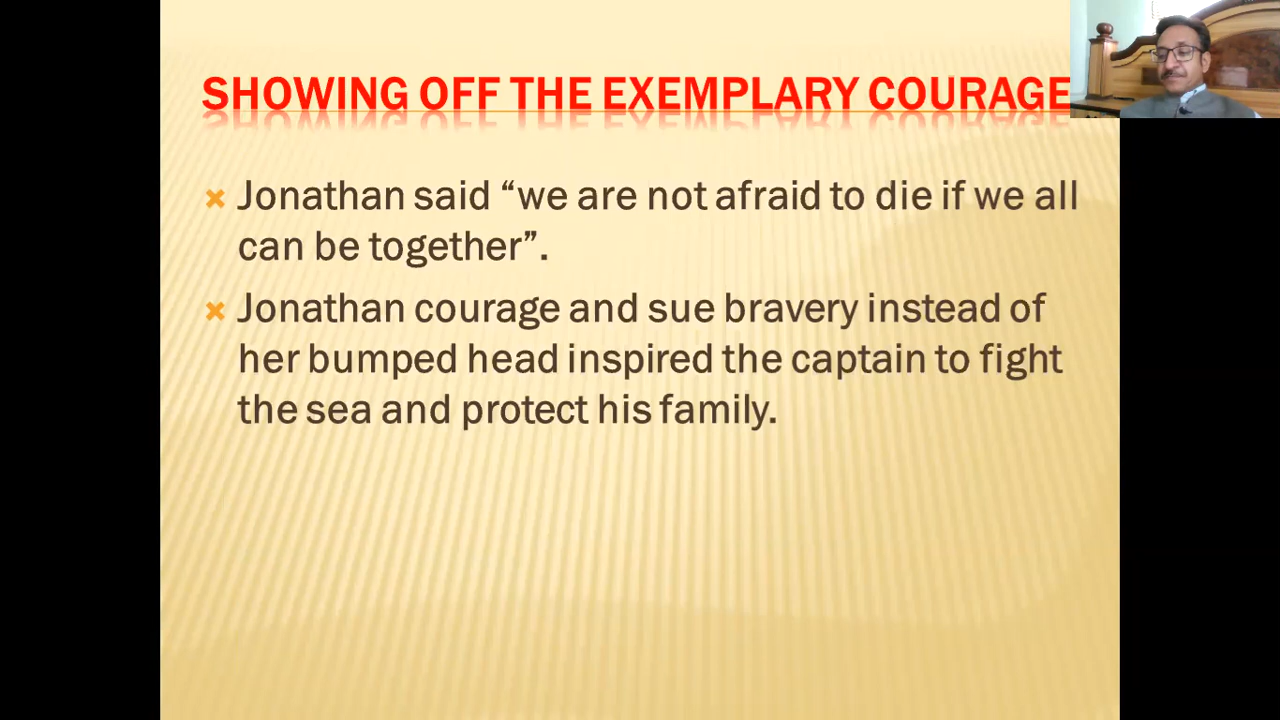 SHOWING OFF THE EXEMPLARY COURAGE
Jonathan said “we are not afraid to die if we all
can be together”.
Jonathan courage and sue bravery instead of
her bumped head inspired the captain to fight
the sea and protect his family.